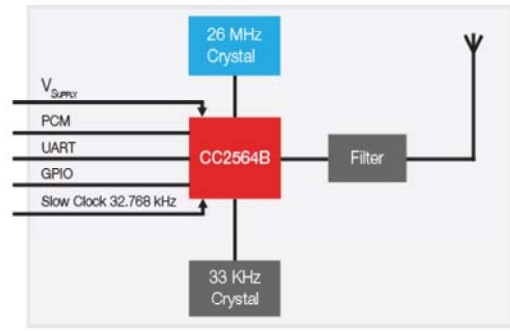 26 MHz
Crystal
VSUPPLY
PCM
UART
GPIO
Slow Clock 32.768 kHz
CC2564B
Filter
33 KHz
Crystal